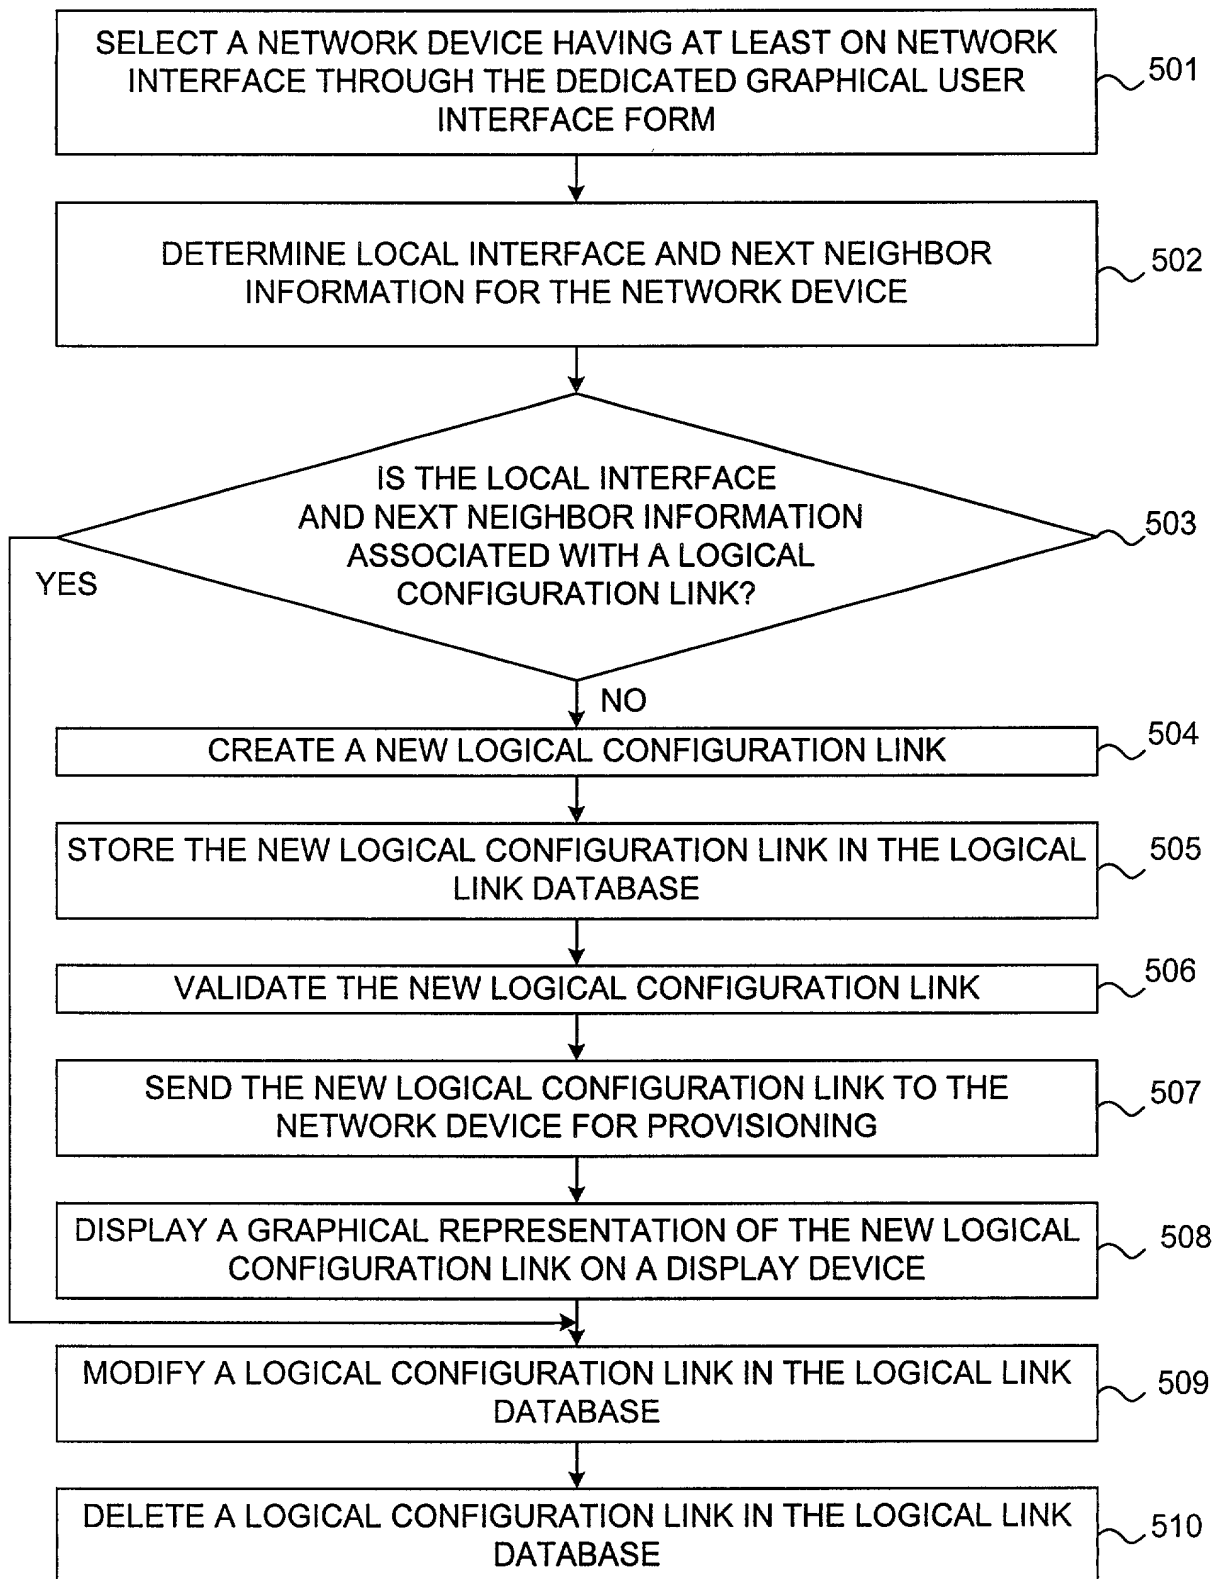 SELECT A NETWORK DEVICE HAVING AT LEAST ON NETWORK
INTERFACE THROUGH THE DEDICATED GRAPHICAL USER
INTERFACE FORM
501
DETERMINE LOCAL INTERFACE AND NEXT NEIGHBOR
INFORMATION FOR THE NETWORK DEVICE
502
IS THE LOCAL INTERFACE
AND NEXT NEIGHBOR INFORMATION
ASSOCIATED WITH A LOGICAL
CONFIGURATION LINK?
503
YES
NO
CREATE A NEW LOGICAL CONFIGURATION LINK
504
STORE THE NEW LOGICAL CONFIGURATION LINK IN THE LOGICAL
LINK DATABASE
505
VALIDATE THE NEW LOGICAL CONFIGURATION LINK
506
SEND THE NEW LOGICAL CONFIGURATION LINK TO THE
NETWORK DEVICE FOR PROVISIONING
507
DISPLAY A GRAPHICAL REPRESENTATION OF THE NEW LOGICAL
CONFIGURATION LINK ON A DISPLAY DEVICE
508
MODIFY A LOGICAL CONFIGURATION LINK IN THE LOGICAL LINK
DATABASE
509
DELETE A LOGICAL CONFIGURATION LINK IN THE LOGICAL LINK
DATABASE
510